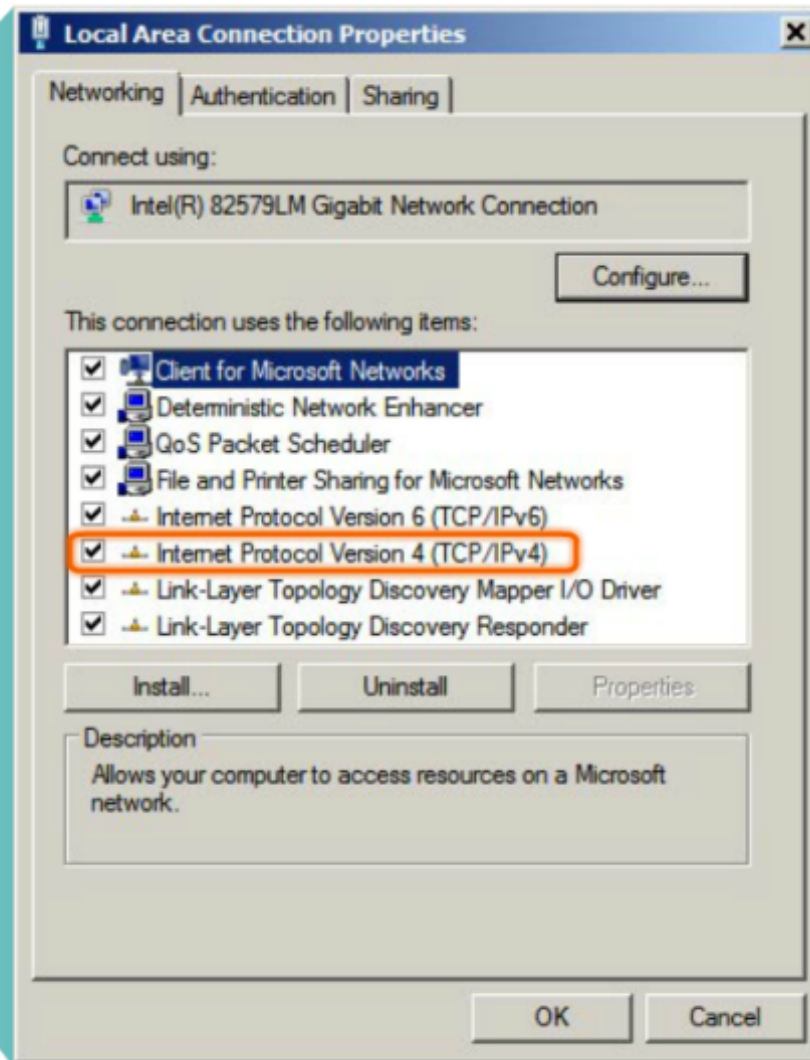 Local Area Connection Properties
Networking
Authentication
Sharing
Connect using:
Intel(R) 82579LM Gigabit Network Connection
Configure...
This connection uses the following items:
Client for Microsoft Networks
Deterministic Network Enhancer
QoS Packet Scheduler
File and Printer Sharing for Microsoft Networks
Internet Protocol Version 6 (TCP/IPv6)
Internet Protocol Version 4 (TCP/IPv4)
Link-Layer Topology Discovery Mapper I/O Driver
Link-Layer Topology Discovery Responder
Install...
Uninstall
Properties
Description
Allows your computer to access resources on a Microsoft
network.
OK
Cancel